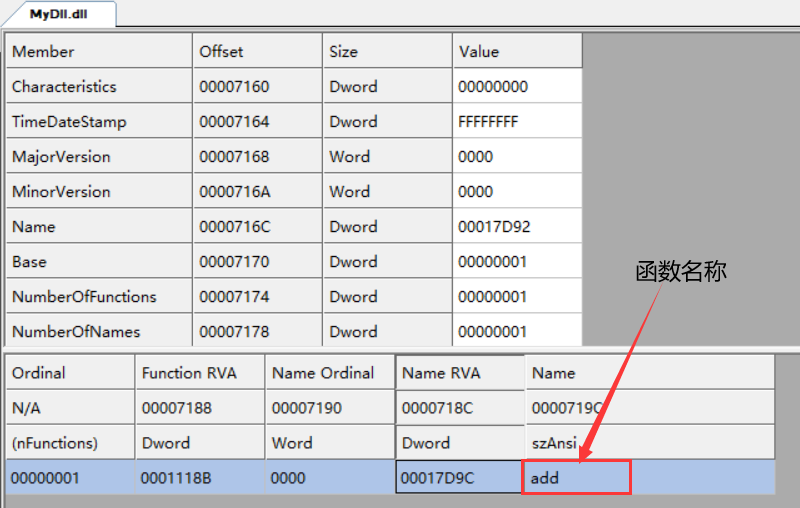 MyDll.dll
Member Offset Size Value
Characteristics 00007160 Dword 00000000
TimeDateStamp 00007164 Dword FFFFFFFF
MajorVersion 00007168 Word 0000
MinorVersion 0000716A Word 0000
Name 0000716C Dword 00017D92
Base 00007170 Dword 00000001
函数名称
NumberOfFunctions 00007174 Dword 00000001
NumberOfNames 00007178 Dword 00000001
Ordinal Function RVA Name Ordinal Name RVA Name
N/A 00007188 00007190 0000718C 0000719C
(nFunctions) Dword Word Dword szAnsi
00000001 0001118B 0000 00017D9C add